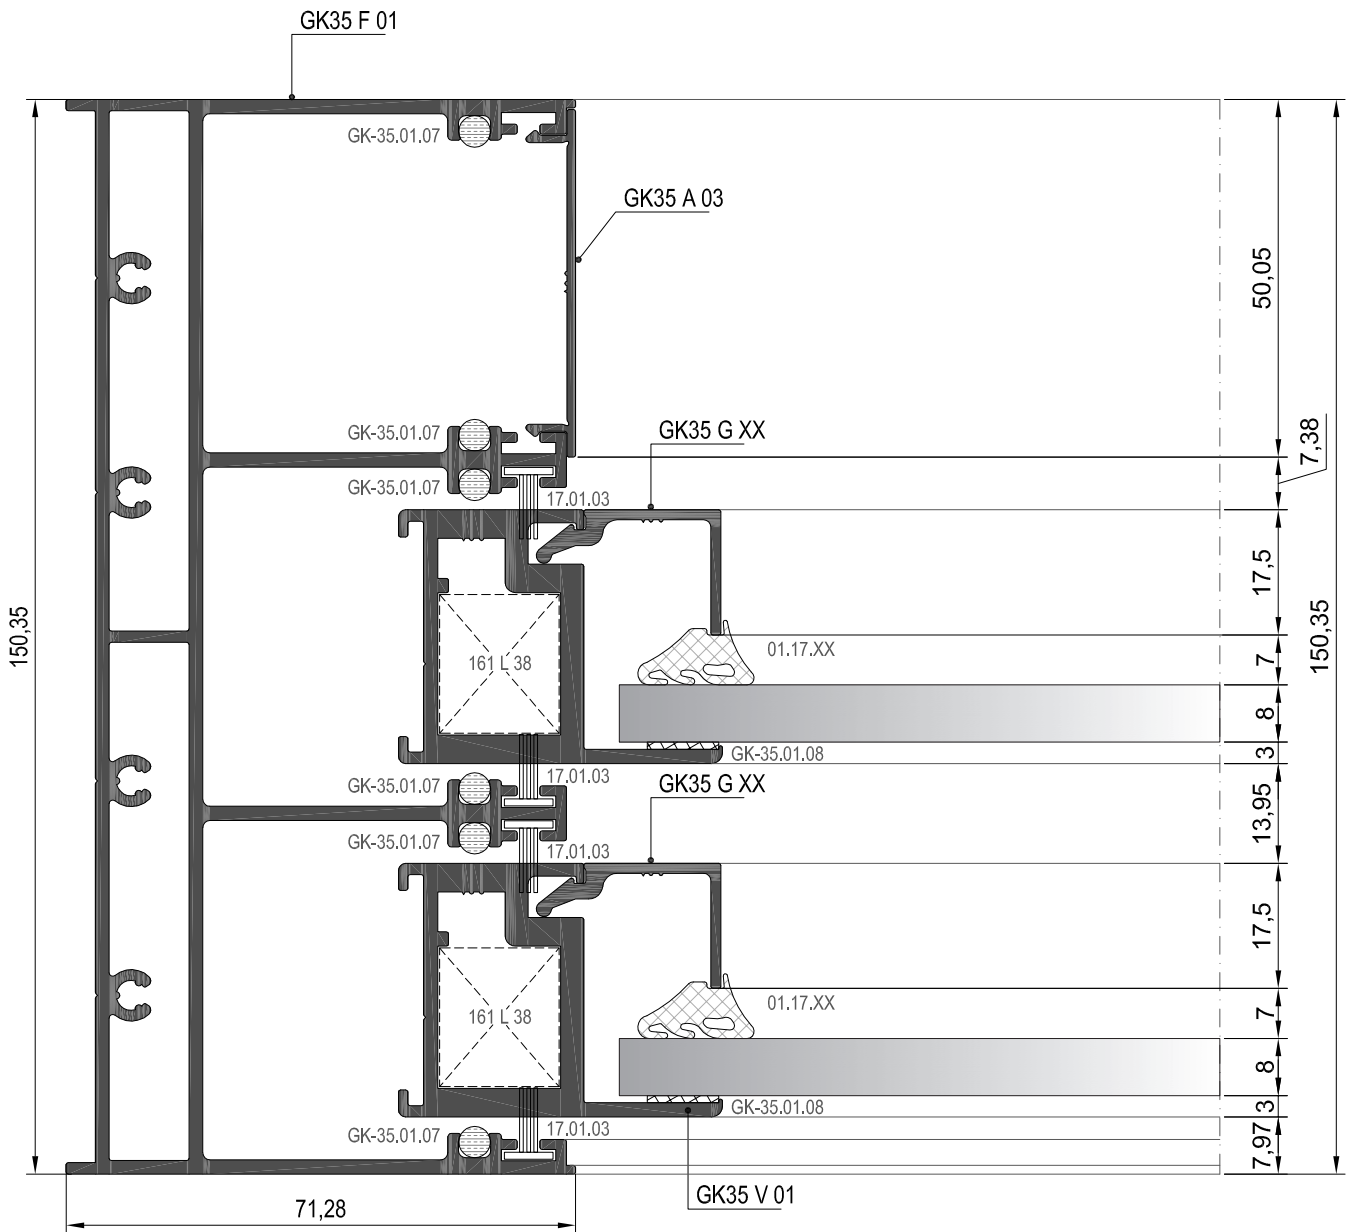 GK35 F 01
GK-35.01.07
GK35 A 03
50,05
GK-35.01.07
GK35 G XX
7,38
GK-35.01.07
17.01.03
17,5
150,35
150,35
161 L 38
01.17.XX
7
8
GK-35.01.08
3
17.01.03
GK-35.01.07
GK35 G XX
13,95
GK-35.01.07
17.01.03
17,5
161 L 38
01.17.XX
7
8
GK-35.01.08
3
GK-35.01.07
17.01.03
7,97
GK35 V 01
71,28